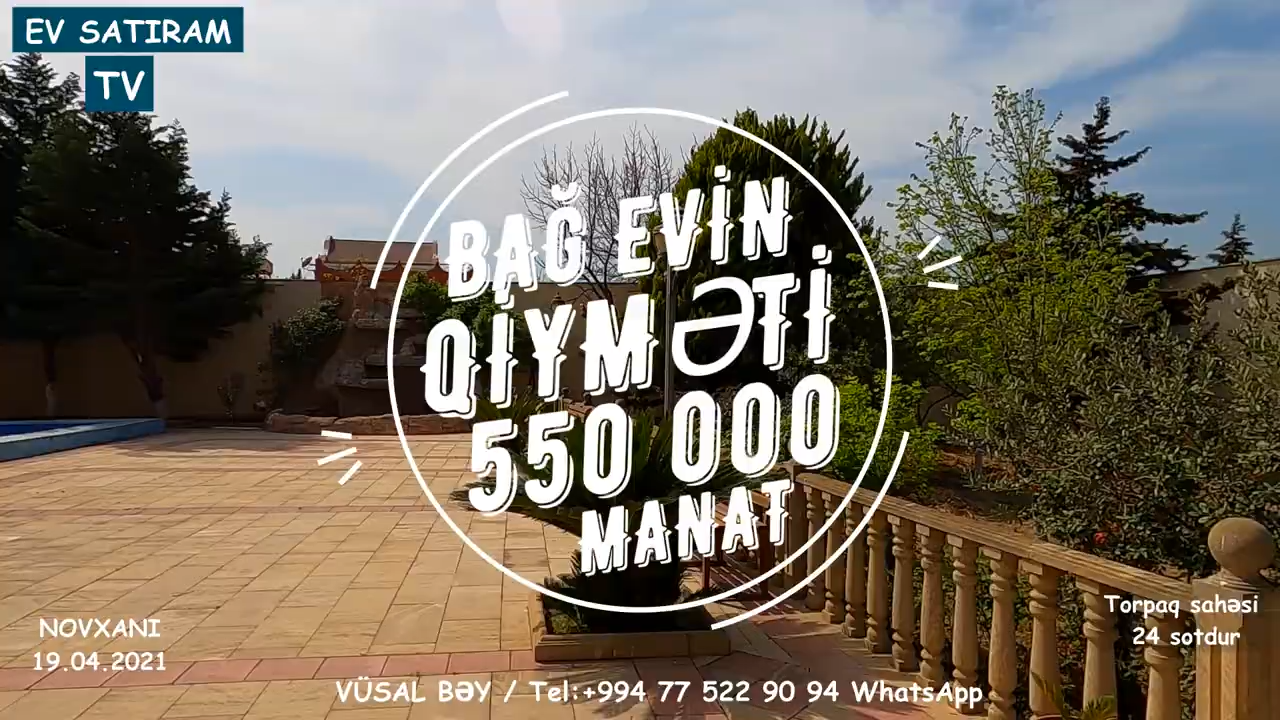 EV SATIRAM
TV
BAĞ EVİN
QİYMƏTİ
550 000
MANAT
NOVXANI
19.04.2021
Torpaq sahəsi
24 sotdur
VÜSAL BƏY / Tel:+994 77 522 90 94 WhatsApp